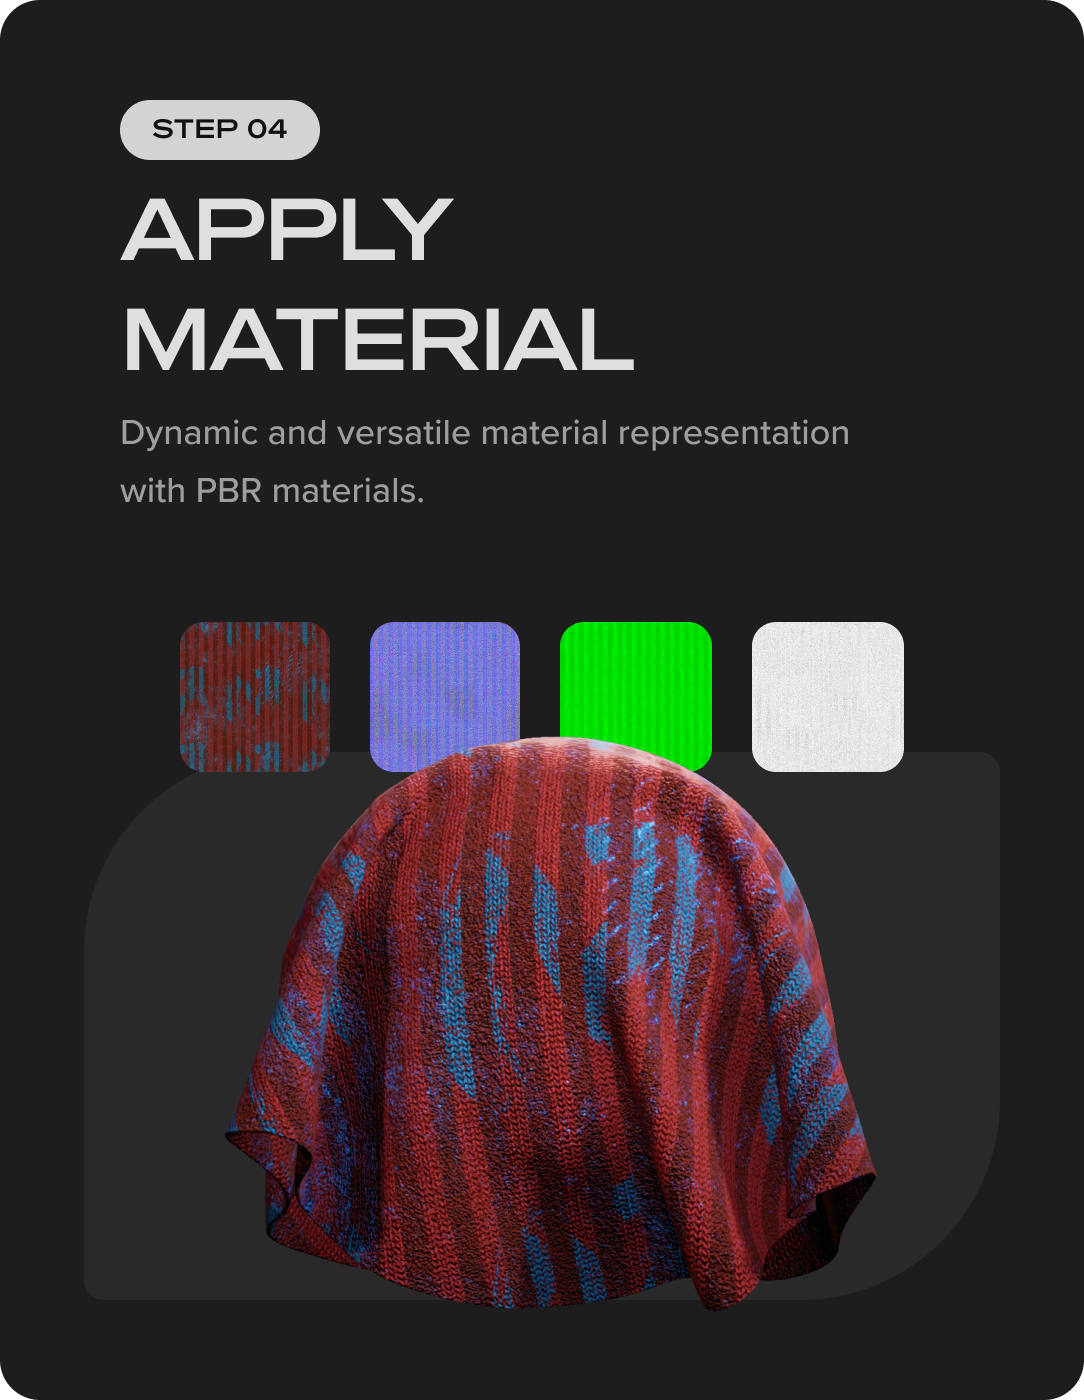 STEP 04
APPLY
MATERIAL
Dynamic and versatile material representation
with PBR materials.